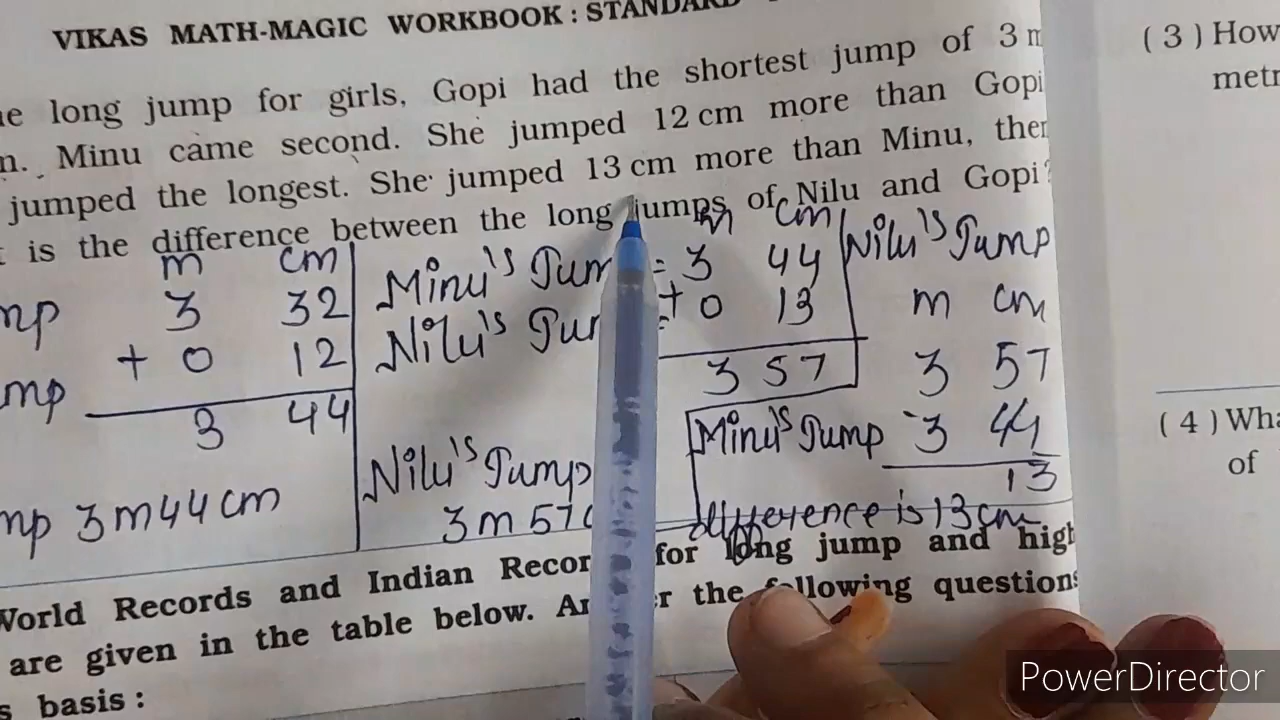 VIKAS MATH-MAGIC WORKBOOK : STANDARD
long jump for girls, Gopi had the shortest jump of 3 m
Minu came second. She jumped 12 cm more than Gopi
jumped the longest. She jumped 13 cm more than Minu, then
is the difference between the long jumps of Nilu and Gopi?
m cm
3 32
+ 0 12
3 44
3m44cm
m cm
Minu's Jump = 3 44
Nilu's Jump + 0 13
3 57
Nilu's Jump
3m57
Nilu's Jump
m cm
3 57
Minu's Jump - 3 44
13
difference is 13cm
World Records and Indian Record for long jump and high
are given in the table below. Answer the following questions
basis :
( 3 ) How
( 4 )
of
PowerDirector